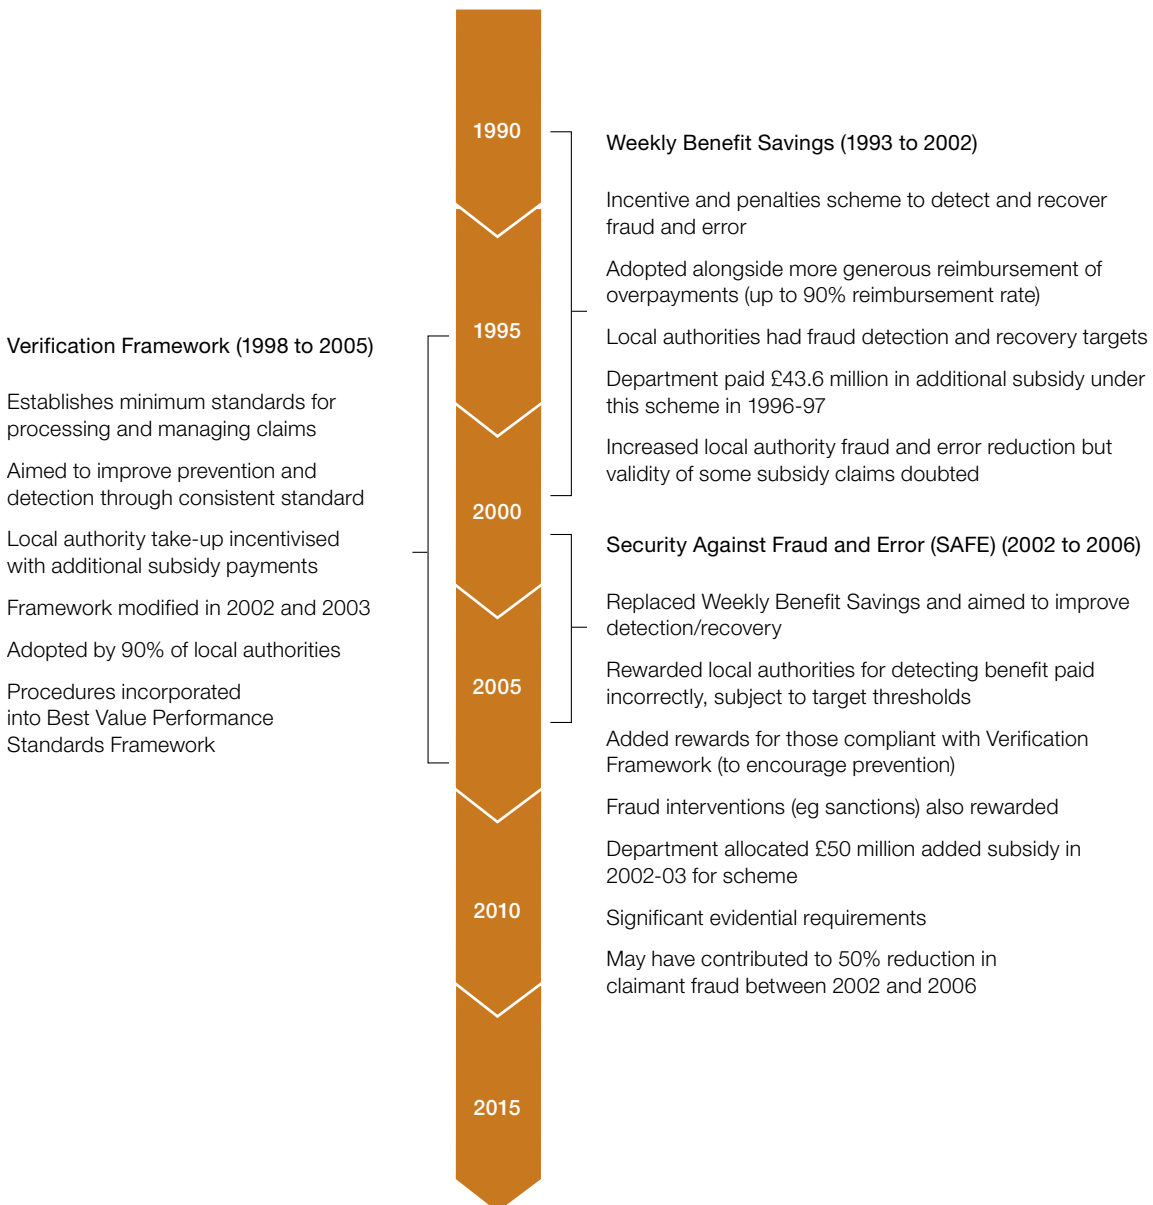 1990
1995
2000
2005
2010
2015
Verification Framework (1998 to 2005)
Establishes minimum standards for
processing and managing claims
Aimed to improve prevention and
detection through consistent standard
Local authority take-up incentivised
with additional subsidy payments
Framework modified in 2002 and 2003
Adopted by 90% of local authorities
Procedures incorporated
into Best Value Performance
Standards Framework
Weekly Benefit Savings (1993 to 2002)
Incentive and penalties scheme to detect and recover
fraud and error
Adopted alongside more generous reimbursement of
overpayments (up to 90% reimbursement rate)
Local authorities had fraud detection and recovery targets
Department paid £43.6 million in additional subsidy under
this scheme in 1996-97
Increased local authority fraud and error reduction but
validity of some subsidy claims doubted
Security Against Fraud and Error (SAFE) (2002 to 2006)
Replaced Weekly Benefit Savings and aimed to improve
detection/recovery
Rewarded local authorities for detecting benefit paid
incorrectly, subject to target thresholds
Added rewards for those compliant with Verification
Framework (to encourage prevention)
Fraud interventions (eg sanctions) also rewarded
Department allocated £50 million added subsidy in
2002-03 for scheme
Significant evidential requirements
May have contributed to 50% reduction in
claimant fraud between 2002 and 2006